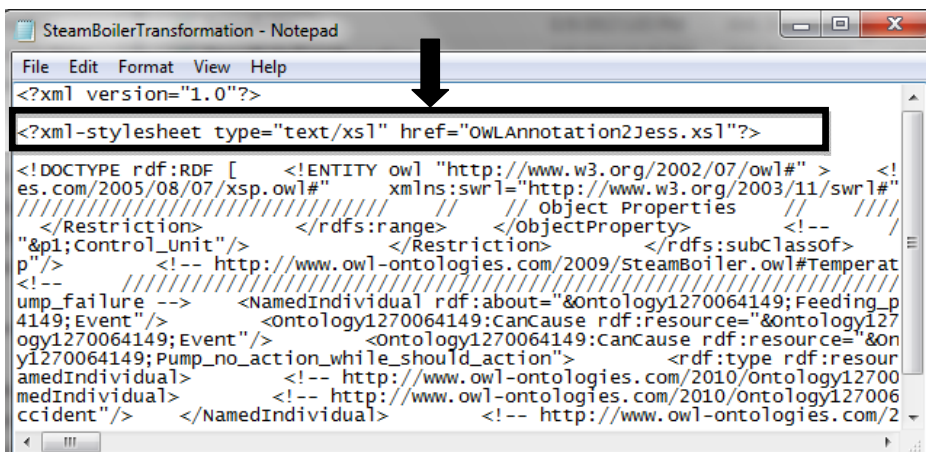 SteamBoilerTransformation - Notepad
File Edit Format View Help
<?xml version="1.0"?>
<?xml-stylesheet type="text/xsl" href="OWLAnnotation2Jess.xsl"?>
<!DOCTYPE rdf:RDF [    <!ENTITY owl "http://www.w3.org/2002/07/owl#" >    <!
es.com/2005/08/07/xsp.owl#"    xmlns:swrl="http://www.w3.org/2003/11/swrl#"
///////////////////////////////    //    // Object Properties    //    ////
</Restriction>    </rdfs:range>    </ObjectProperty>    <!--    /
"&p1;Control_Unit"/>    </Restriction>    </rdfs:subClassOf>
p"/>    <!-- http://www.owl-ontologies.com/2009/SteamBoiler.owl#Temperat
<!--    ////////////////////////////////////////////////////////////////
ump_failure -->    <NamedIndividual rdf:about="&Ontology1270064149;Feeding_p
4149;Event"/>    <Ontology1270064149:CanCause rdf:resource="&Ontology127
ogy1270064149;Event"/>    <Ontology1270064149:CanCause rdf:resource="&On
y1270064149;Pump_no_action_while_should_action">    <rdf:type rdf:resour
amedIndividual>    <!-- http://www.owl-ontologies.com/2010/Ontology12700
medIndividual>    <!-- http://www.owl-ontologies.com/2010/Ontology127006
ccident"/>    </NamedIndividual>    <!-- http://www.owl-ontologies.com/2